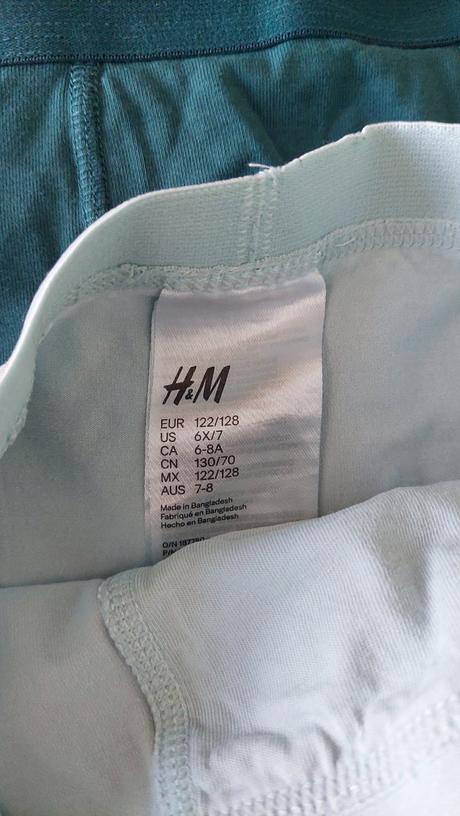 H&M
EUR 122/128
US 6X/7
CA 6-8A
CN 130/70
MX 122/128
AUS 7-8
Made in Bangladesh
Fabriqué en Bangladesh
Hecho en Bangladesh
O/N